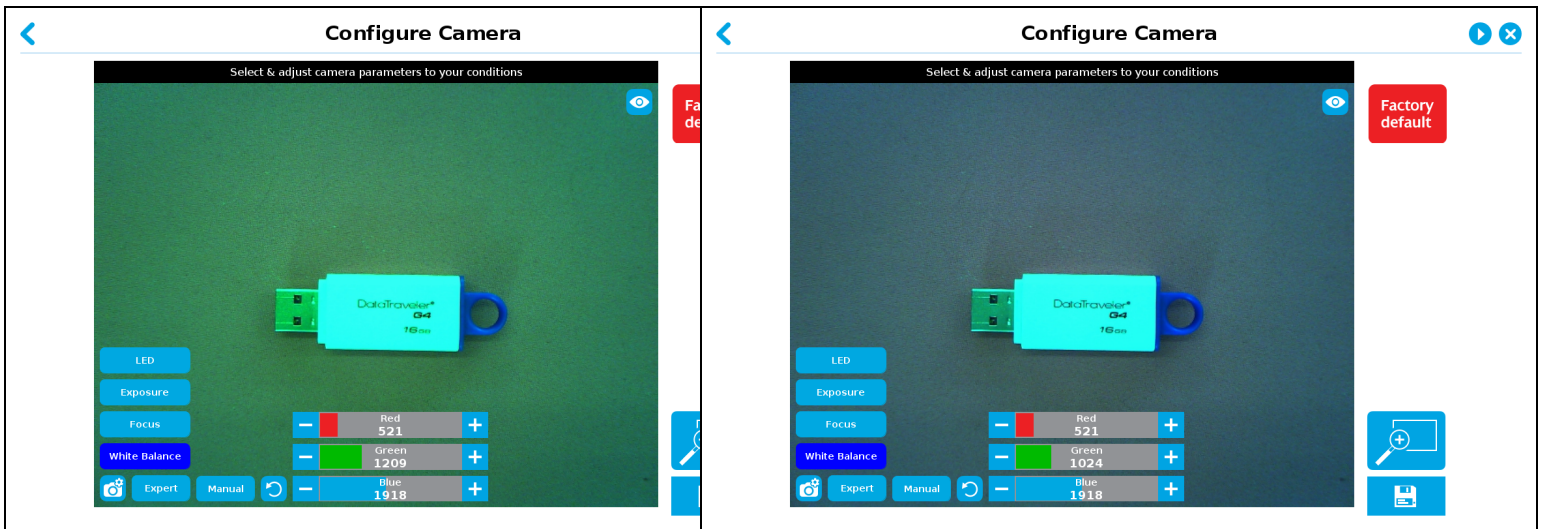 Configure Camera
Select & adjust camera parameters to your conditions
Fa
de
DataTraveler®
G4
16GB
LED
Exposure
Focus
White Balance
Expert
Manual
Red
521
Green
1209
Blue
1918
Configure Camera
Select & adjust camera parameters to your conditions
Factory
default
DataTraveler®
G4
16GB
LED
Exposure
Focus
White Balance
Expert
Manual
Red
521
Green
1024
Blue
1918